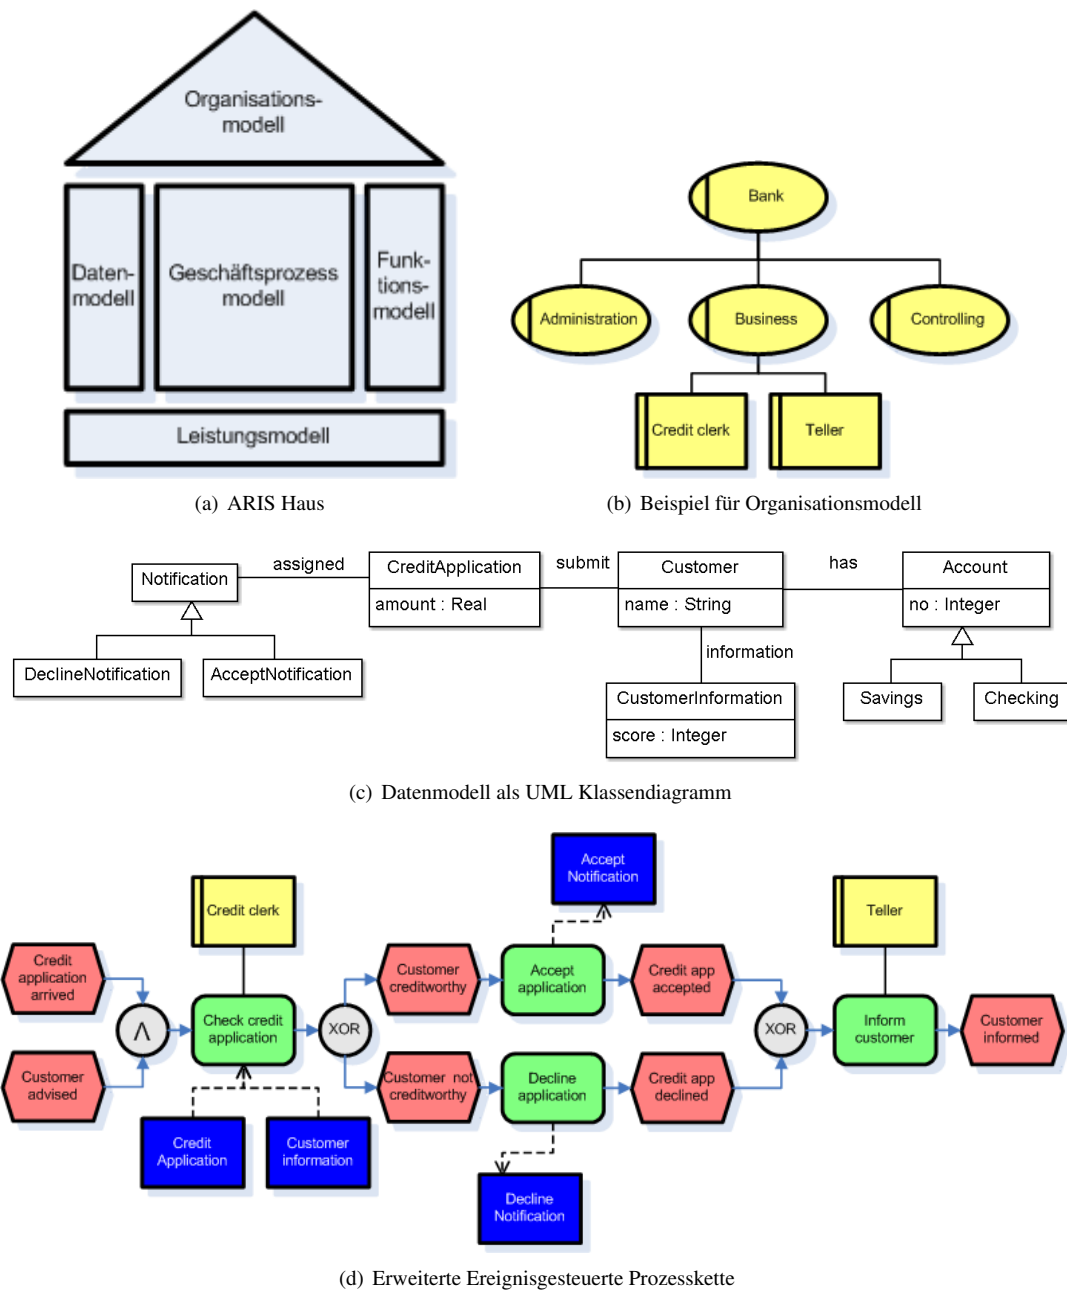 Organisations-
modell
Daten-
modell
Geschäftsprozess
modell
Funk-
tions-
modell
Leistungsmodell
(a) ARIS Haus
Bank
Administration
Business
Controlling
Credit clerk
Teller
(b) Beispiel für Organisationsmodell
Notification
assigned
CreditApplication
amount : Real
submit
Customer
name : String
has
Account
no : Integer
DeclineNotification
AcceptNotification
information
CustomerInformation
score : Integer
Savings
Checking
(c) Datenmodell als UML Klassendiagramm
Accept
Notification
Credit clerk
Teller
Credit
application
arrived
Customer
advised
Λ
Check credit
application
XOR
Customer
creditworthy
Accept
application
Credit app
accepted
Customer not
creditworthy
Decline
application
Credit app
declined
XOR
Inform
customer
Customer
informed
Credit
Application
Customer
information
Decline
Notification
(d) Erweiterte Ereignisgesteuerte Prozesskette